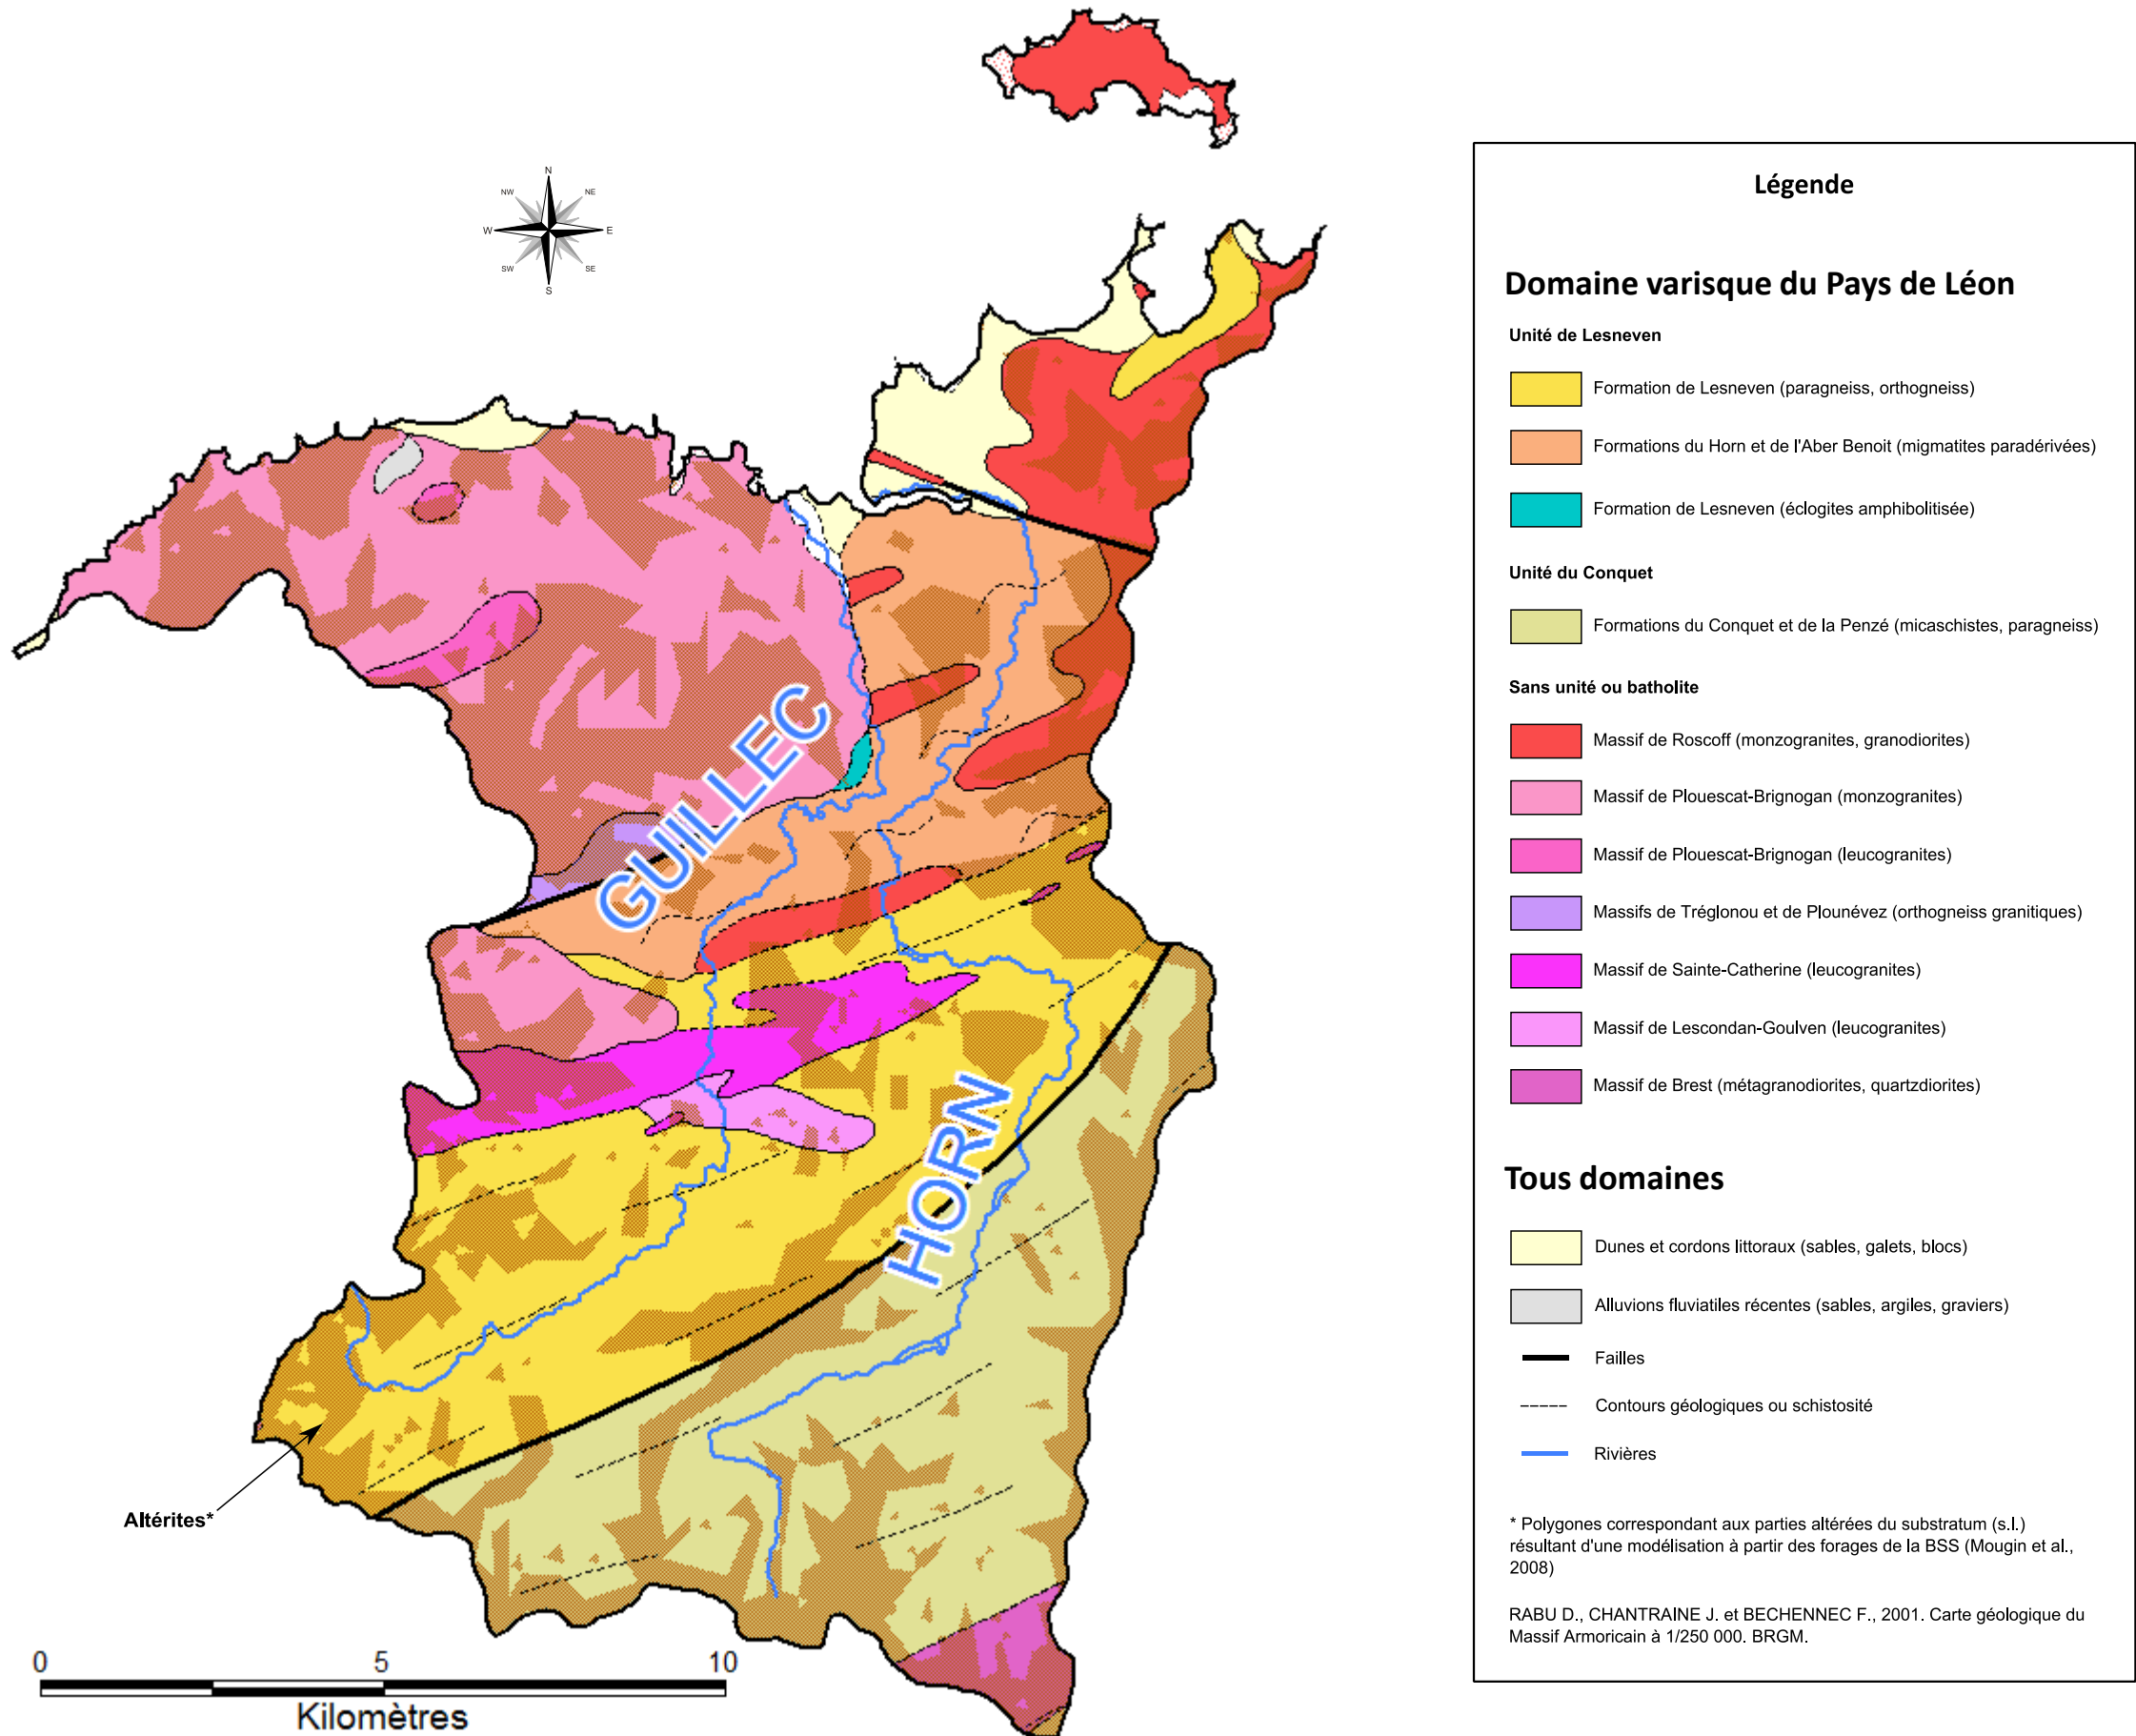 N
NW
NE
W
E
SW
SE
S
GUILLEC
HORN
Altérites*
0
5
10
Kilomètres
Légende
Domaine varisque du Pays de Léon
Unité de Lesneven
Formation de Lesneven (paragneiss, orthogneiss)
Formations du Horn et de l'Aber Benoit (migmatites paradérivées)
Formation de Lesneven (éclogites amphibolitisée)
Unité du Conquet
Formations du Conquet et de la Penzé (micaschistes, paragneiss)
Sans unité ou batholite
Massif de Roscoff (monzogranites, granodiorites)
Massif de Plouescat-Brignogan (monzogranites)
Massif de Plouescat-Brignogan (leucogranites)
Massifs de Tréglonou et de Plounévez (orthogneiss granitiques)
Massif de Sainte-Catherine (leucogranites)
Massif de Lescondan-Goulven (leucogranites)
Massif de Brest (métagranodiorites, quartzdiorites)
Tous domaines
Dunes et cordons littoraux (sables, galets, blocs)
Alluvions fluviatiles récentes (sables, argiles, graviers)
Failles
Contours géologiques ou schistosité
Rivières
* Polygones correspondant aux parties altérées du substratum (s.l.)
résultant d'une modélisation à partir des forages de la BSS (Mougin et al.,
2008)
RABU D., CHANTRAINE J. et BECHENNEC F., 2001. Carte géologique du
Massif Armoricain à 1/250 000. BRGM.